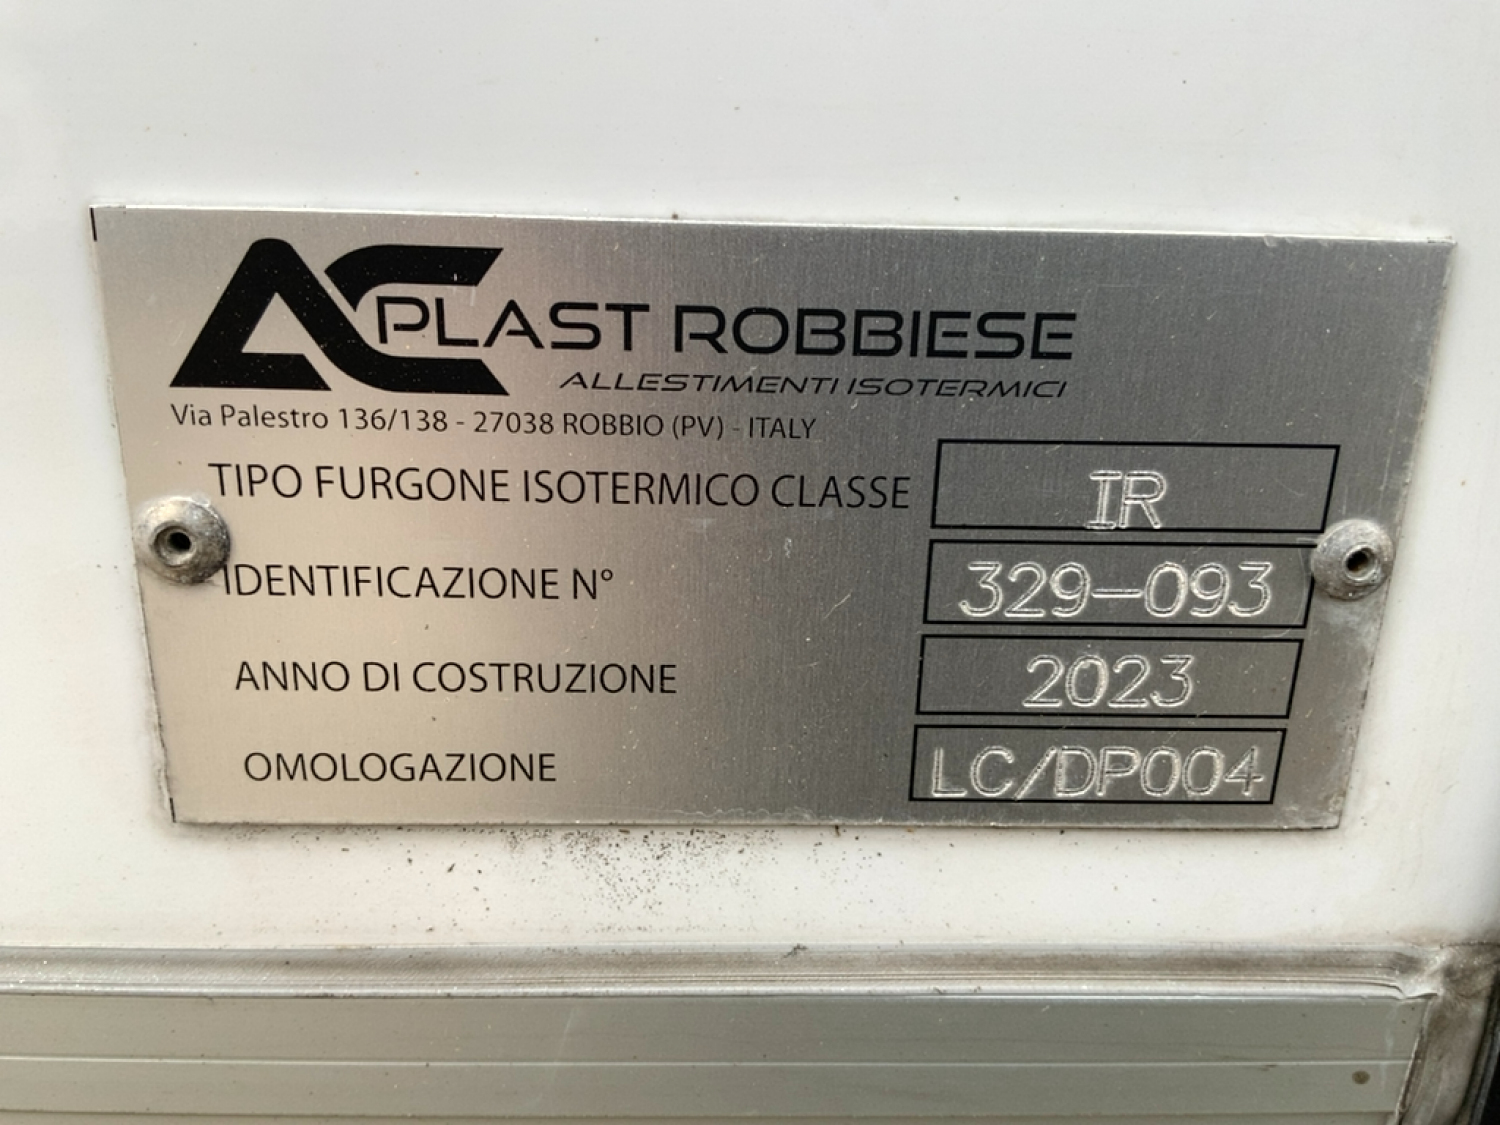 AC PLAST ROBBIESE
ALLESTIMENTI ISOTERMICI
Via Palestro 136/138 - 27038 ROBBIO (PV) - ITALY
TIPO FURGONE ISOTERMICO CLASSE IR
IDENTIFICAZIONE N° 329-093
ANNO DI COSTRUZIONE 2023
OMOLOGAZIONE LC/DP004